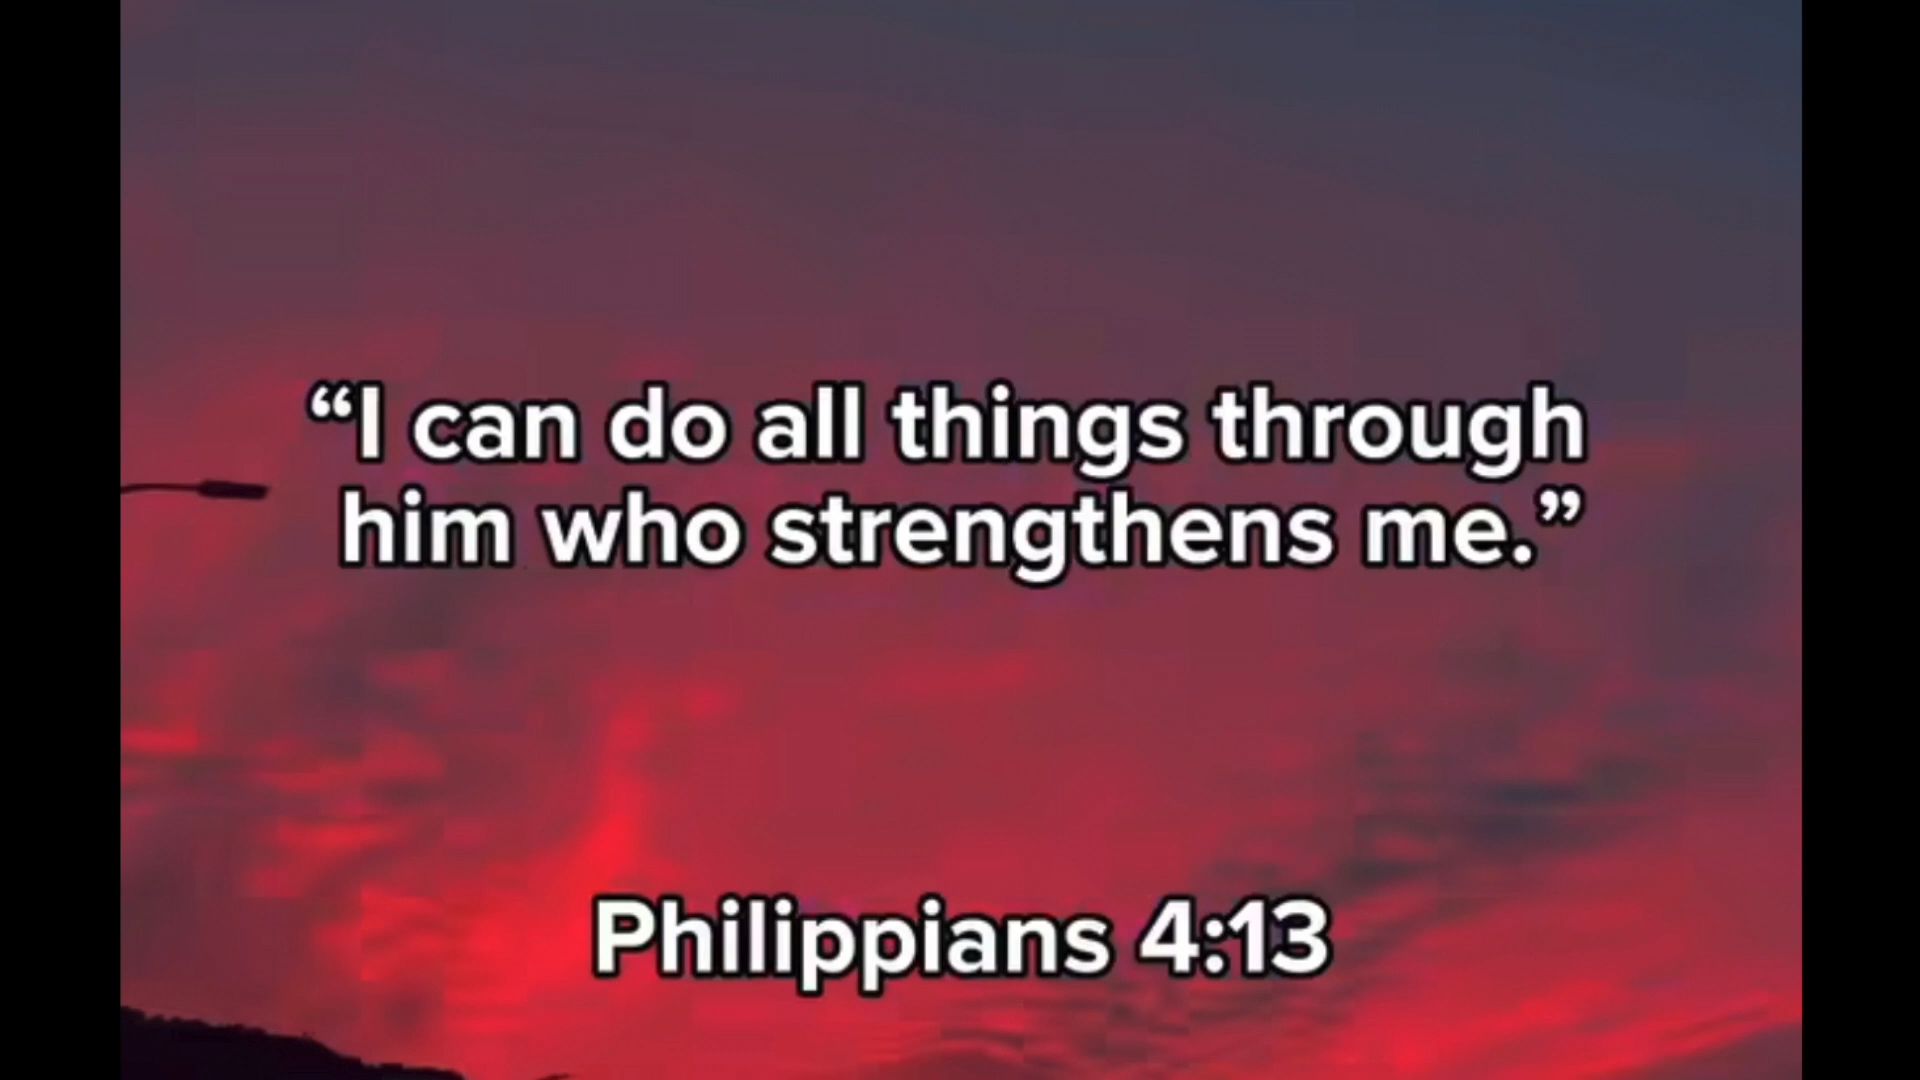 “I can do all things through
him who strengthens me.”
Philippians 4:13